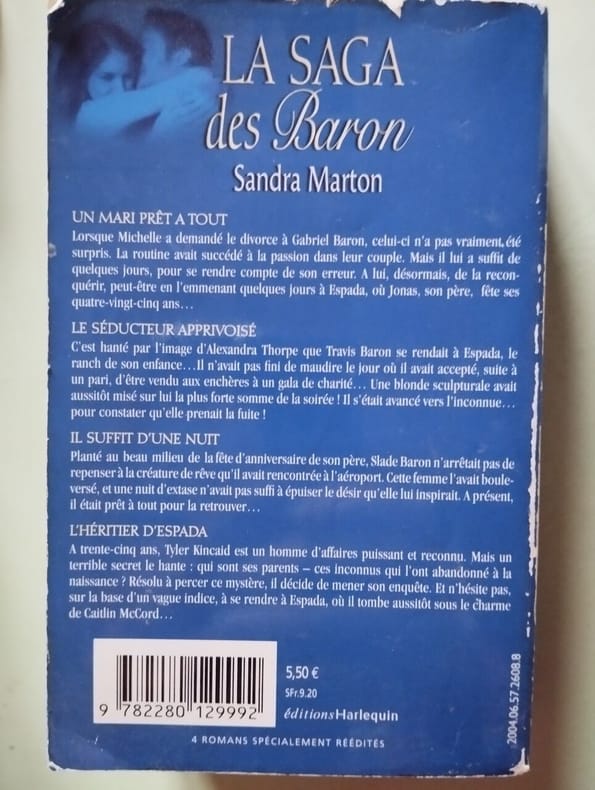 LA SAGA
des Baron
Sandra Marton
UN MARI PRÊT A TOUT
Lorsque Michelle a demandé le divorce à Gabriel Baron, celui-ci n'a pas vraiment été
surpris. La routine avait succédé à la passion dans leur couple. Mais il lui a suffit de
quelques jours, pour se rendre compte de son erreur. A lui, désormais, de la recon-
quérir, peut-être en l'emmenant quelques jours à Espada, où Jonas, son père, fête ses
quatre-vingt-cinq ans...
LE SÉDUCTEUR APPRIVOISÉ
C'est hanté par l'image d'Alexandra Thorpe que Travis Baron se rendait à Espada, le
ranch de son enfance... Il n'avait pas fini de maudire le jour où il avait accepté, suite à
un pari, d'être vendu aux enchères à un gala de charité... Une blonde sculpturale avait
aussitôt misé sur lui la plus forte somme de la soirée ! Il s'était avancé vers l'inconnue...
pour constater qu'elle prenait la fuite !
IL SUFFIT D'UNE NUIT
Planté au beau milieu de la fête d'anniversaire de son père, Slade Baron n'arrêtait pas de
repenser à la créature de rêve qu'il avait rencontrée à l'aéroport. Cette femme l'avait boule-
versé, et une nuit d'extase n'avait pas suffi à épuiser le désir qu'elle lui inspirait. A présent,
il était prêt à tout pour la retrouver...
L'HÉRITIER D'ESPADA
A trente-cinq ans, Tyler Kincaid est un homme d'affaires puissant et reconnu. Mais un
terrible secret le hante : qui sont ses parents – ces inconnus qui l'ont abandonné à la
naissance ? Résolu à percer ce mystère, il décide de mener son enquête. Et n'hésite pas,
sur la base d'un vague indice, à se rendre à Espada, où il tombe aussitôt sous le charme
de Caitlin McCord...
5,50 €
SFr.9.20
éditions Harlequin
9 782280 129992
4 ROMANS SPÉCIALEMENT RÉÉDITÉS
2004.06.57.2608.8